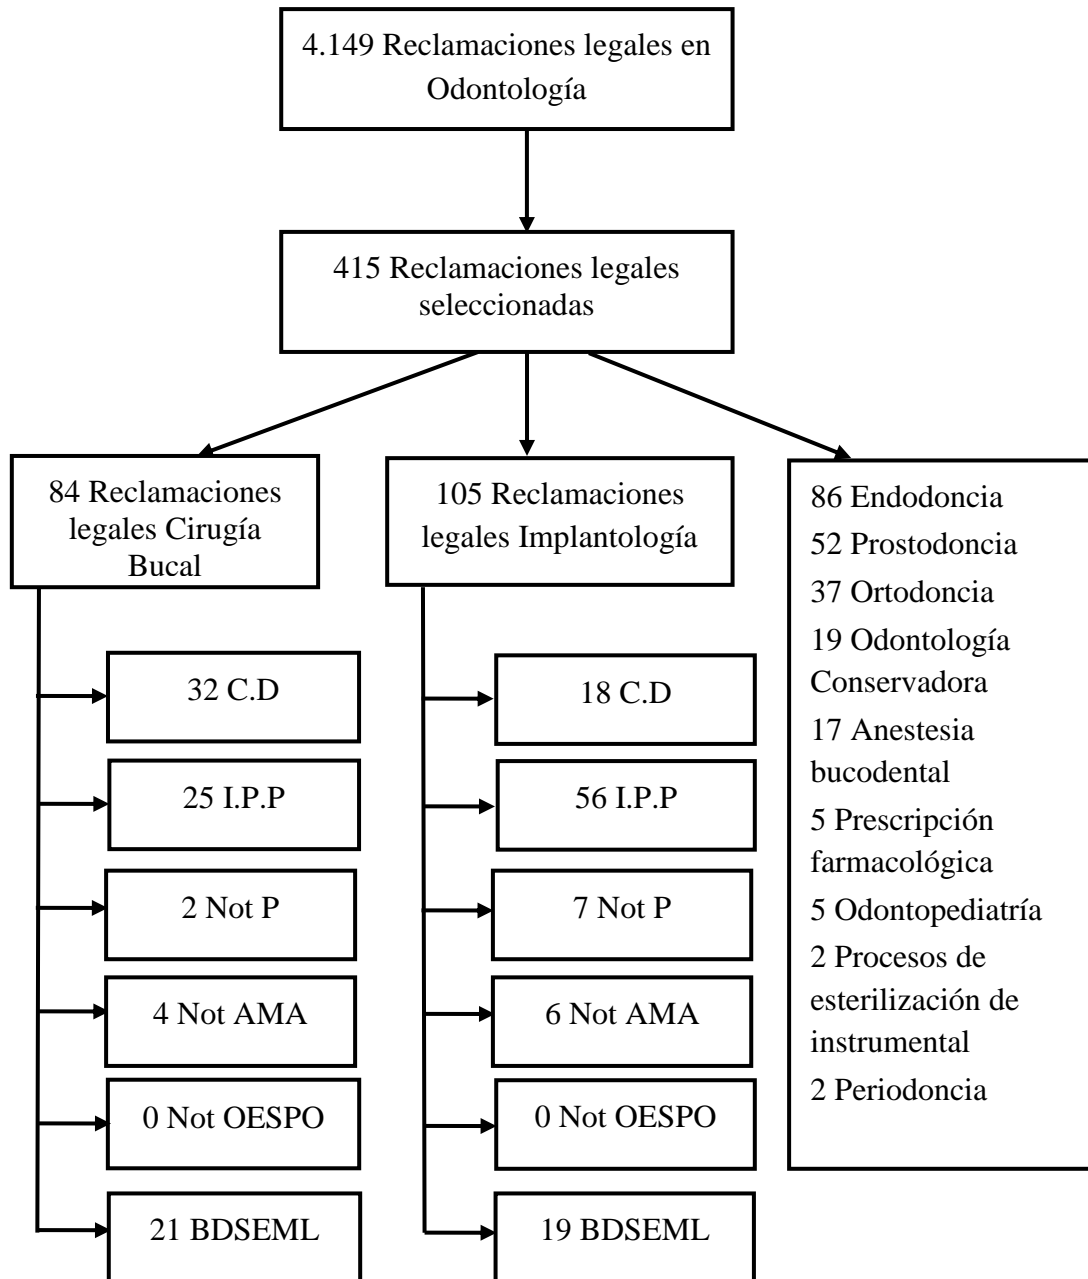 4.149 Reclamaciones legales en
Odontología
415 Reclamaciones legales
seleccionadas
84 Reclamaciones
legales Cirugía
Bucal
32 C.D
25 I.P.P
2 Not P
4 Not AMA
0 Not OESPO
21 BDSEML
105 Reclamaciones
legales Implantología
18 C.D
56 I.P.P
7 Not P
6 Not AMA
0 Not OESPO
19 BDSEML
86 Endodoncia
52 Prostodoncia
37 Ortodoncia
19 Odontología
Conservadora
17 Anestesia
bucodental
5 Prescripción
farmacológica
5 Odontopediatría
2 Procesos de
esterilización de
instrumental
2 Periodoncia